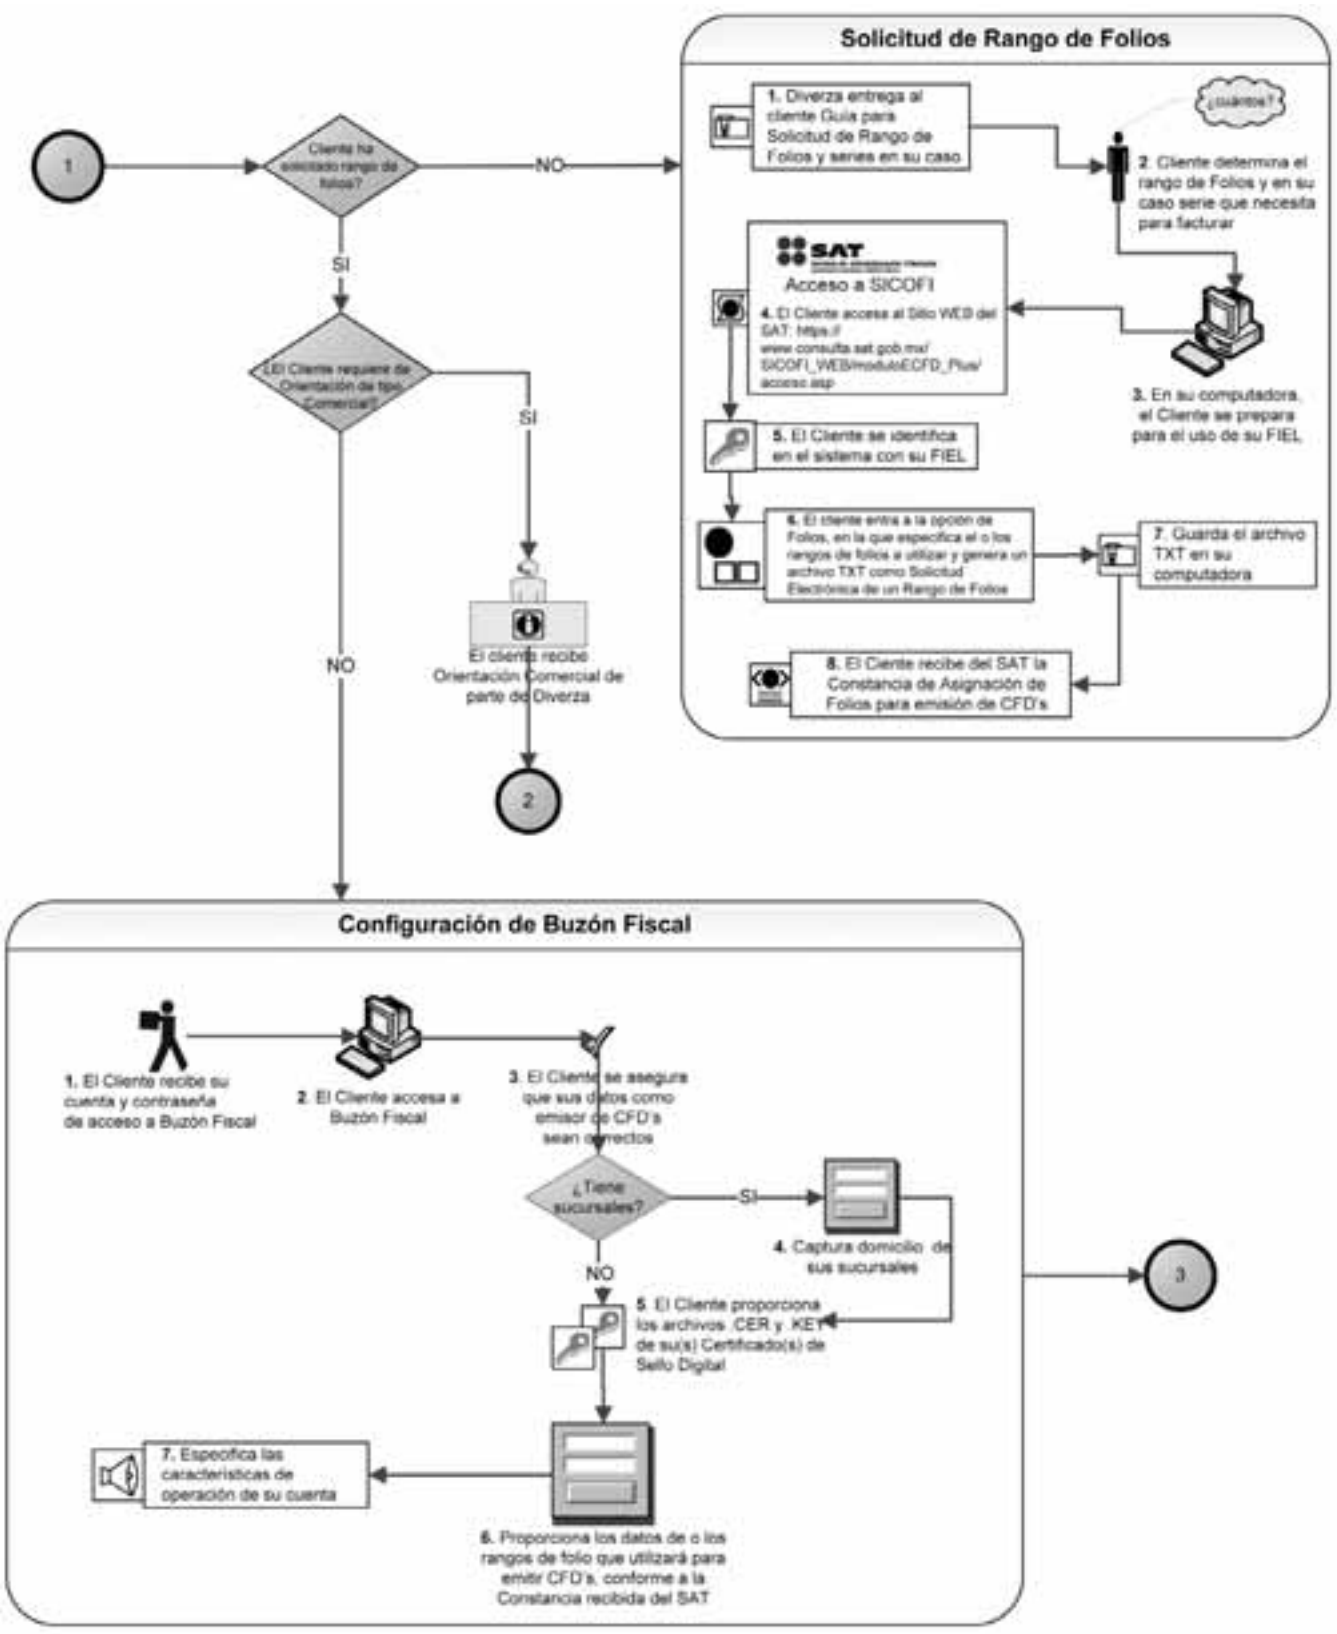 Solicitud de Rango de Folios
1. Diverza entrega al
cliente Guía para
Solicitud de Rango de
Folios y series en su caso
¿cuántos?
2. Cliente determina el
rango de Folios y en su
caso serie que necesita
para facturar
1
Cliente ha
solicitado rango de
folios?
NO
SI
SAT
Acceso a SICOFI
4. El Cliente accesa al Sitio WEB del
SAT: https://
www.consulta.sat.gob.mx/
SICOFI_WEB/moduloECFD_Plus/
acceso.asp
3. En su computadora,
el Cliente se prepara
para el uso de su FIEL
¿El Cliente requiere de
Orientación de tipo
Comercial?
SI
NO
5. El Cliente se identifica
en el sistema con su FIEL
6. El cliente entra a la opción de
Folios, en la que especifica el o los
rangos de folios a utilizar y genera un
archivo TXT como Solicitud
Electrónica de un Rango de Folios
7. Guarda el archivo
TXT en su
computadora
8. El Ciente recibe del SAT la
Constancia de Asignación de
Folios para emisión de CFD's
El cliente recibe
Orientación Comercial de
parte de Diverza
2
Configuración de Buzón Fiscal
1. El Cliente recibe su
cuenta y contraseña
de acceso a Buzón Fiscal
2. El Cliente accesa a
Buzón Fiscal
3. El Cliente se asegura
que sus datos como
emisor de CFD's
sean correctos
¿Tiene
sucursales?
SI
NO
4. Captura domicilio de
sus sucursales
3
5. El Cliente proporciona
los archivos .CER y .KEY
de su(s) Certificado(s) de
Sello Digital
7. Especifica las
características de
operación de su cuenta
6. Proporciona los datos de o los
rangos de folio que utilizará para
emitir CFD's, conforme a la
Constancia recibida del SAT